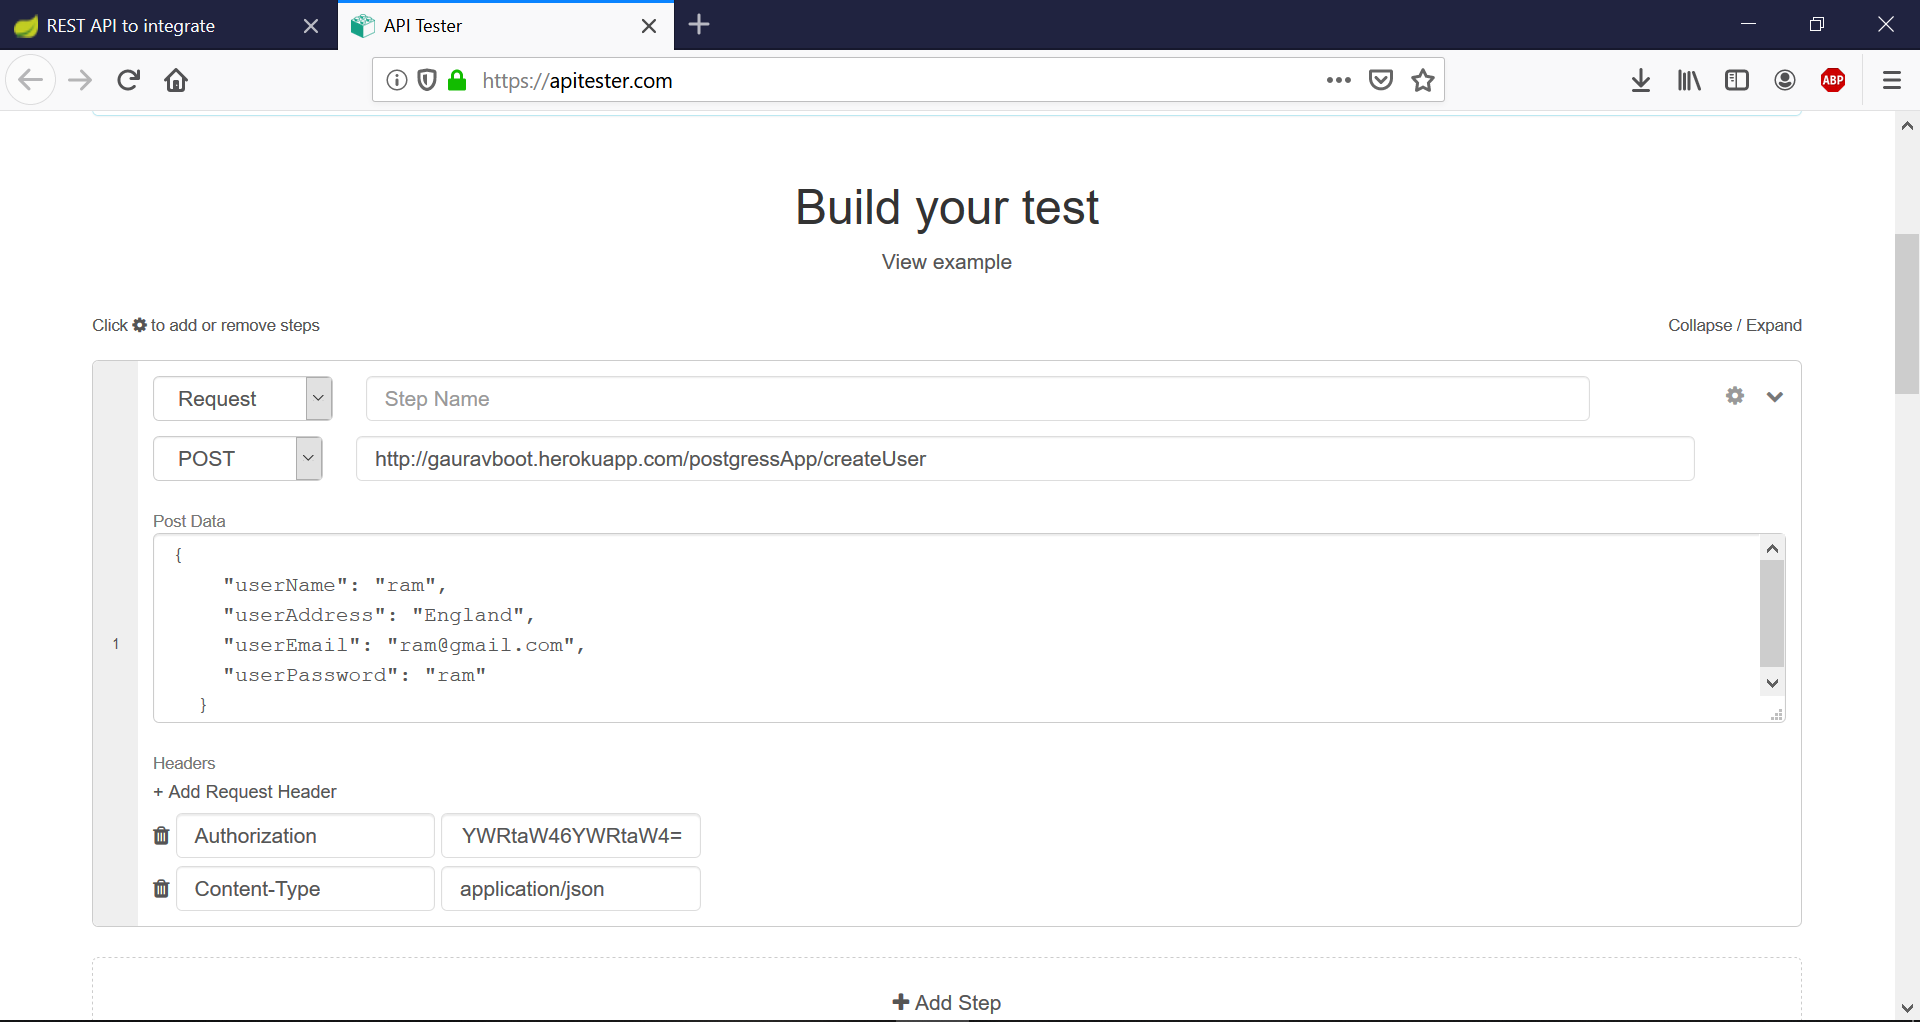 REST API to integrate
API Tester
https://apitester.com
ABP
Build your test
View example
Click to add or remove steps
Collapse / Expand
Request
Step Name
POST
http://gauravboot.herokuapp.com/postgressApp/createUser
Post Data
{
"userName": "ram",
"userAddress": "England",
"userEmail": "ram@gmail.com",
"userPassword": "ram"
}
1
Headers
+ Add Request Header
Authorization
YWRtaW46YWRtaW4=
Content-Type
application/json
Add Step